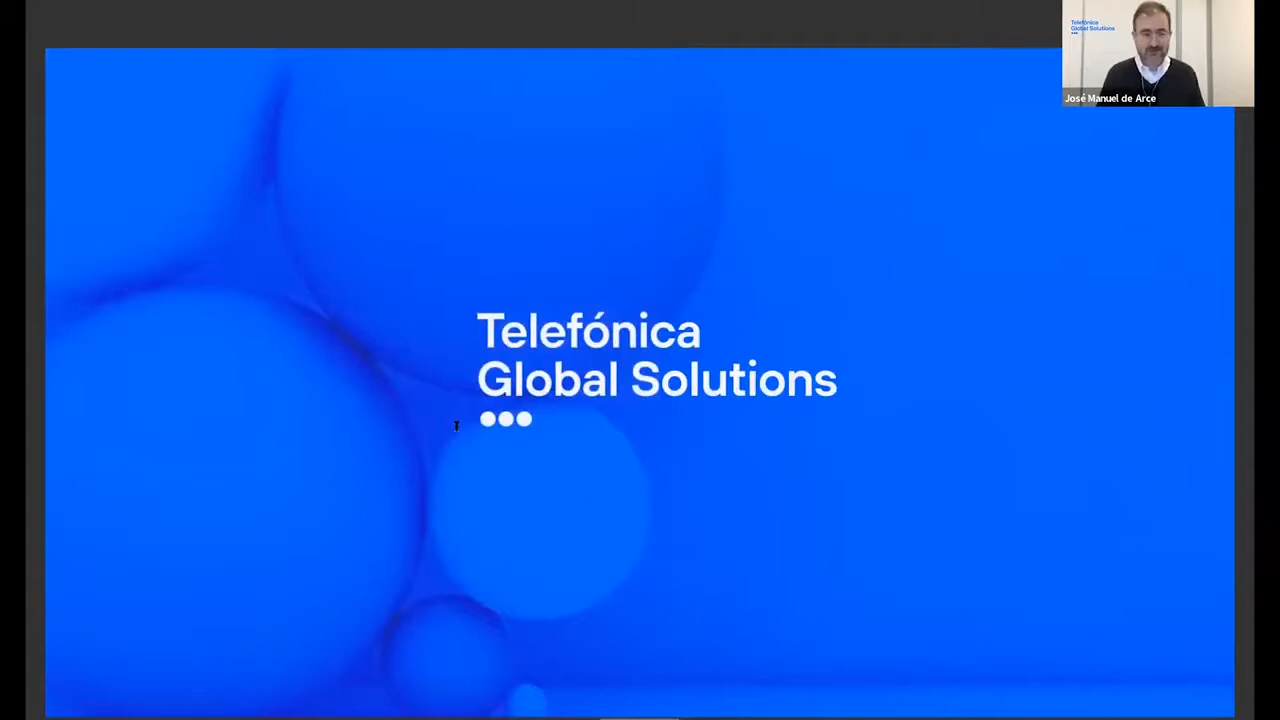 Telefónica
Global Solutions
José Manuel de Arce
Telefónica
Global Solutions